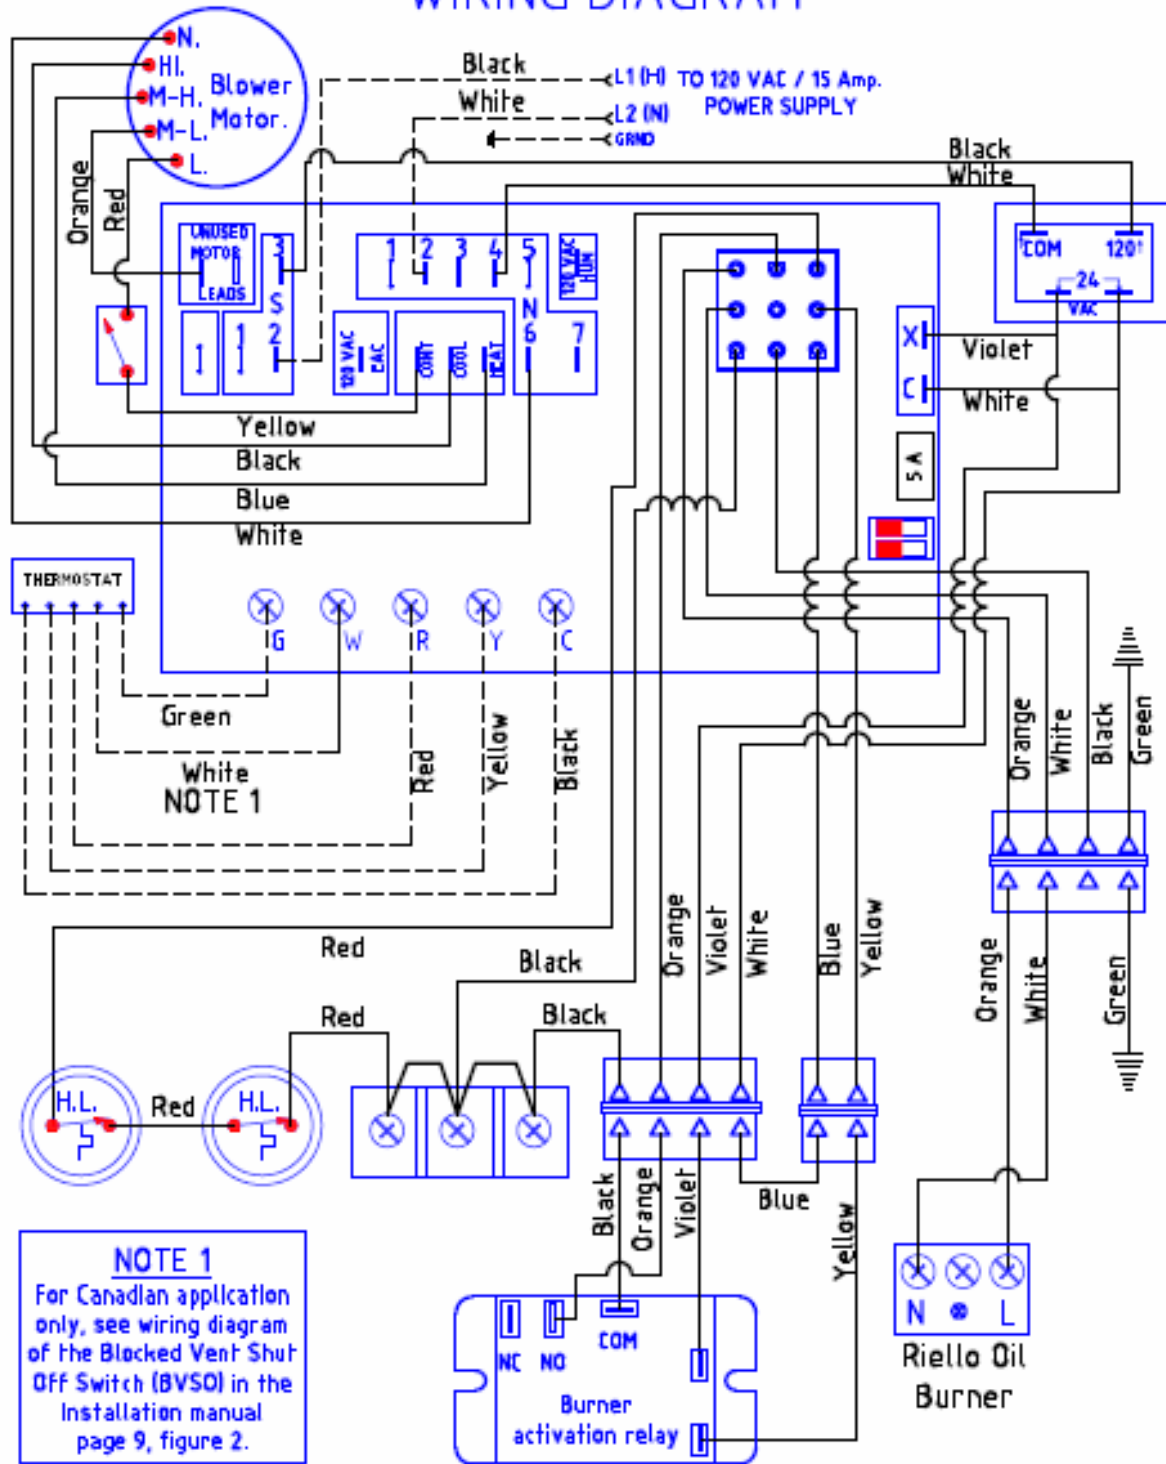 WIRING DIAGRAM
N.
HI.
M-H.
M-L.
L.
Blower
Motor.
Black
White
L1 (H)
L2 (N)
GRND
TO 120 VAC / 15 Amp.
POWER SUPPLY
Orange
Red
Black
White
UNUSED
MOTOR
LEADS
3
S
1
1
2
1
2
3
4
5
N
6
7
120 VAC
HUM
120 VAC
EAC
CONT
COOL
HEAT
COM
120
24
VAC
X
C
Violet
White
5 A
Yellow
Black
Blue
White
THERMOSTAT
G
W
R
Y
C
Green
White
NOTE 1
Red
Yellow
Black
Orange
White
Black
Green
Red
Black
Orange
Violet
White
Blue
Yellow
Orange
White
Green
Red
Black
H.L.
Red
H.L.
Black
Orange
Violet
Blue
Yellow
NOTE 1
For Canadian application
only, see wiring diagram
of the Blocked Vent Shut
Off Switch (BVSO) in the
Installation manual
page 9, figure 2.
NC
NO
COM
Burner
activation relay
N
L
Riello Oil
Burner